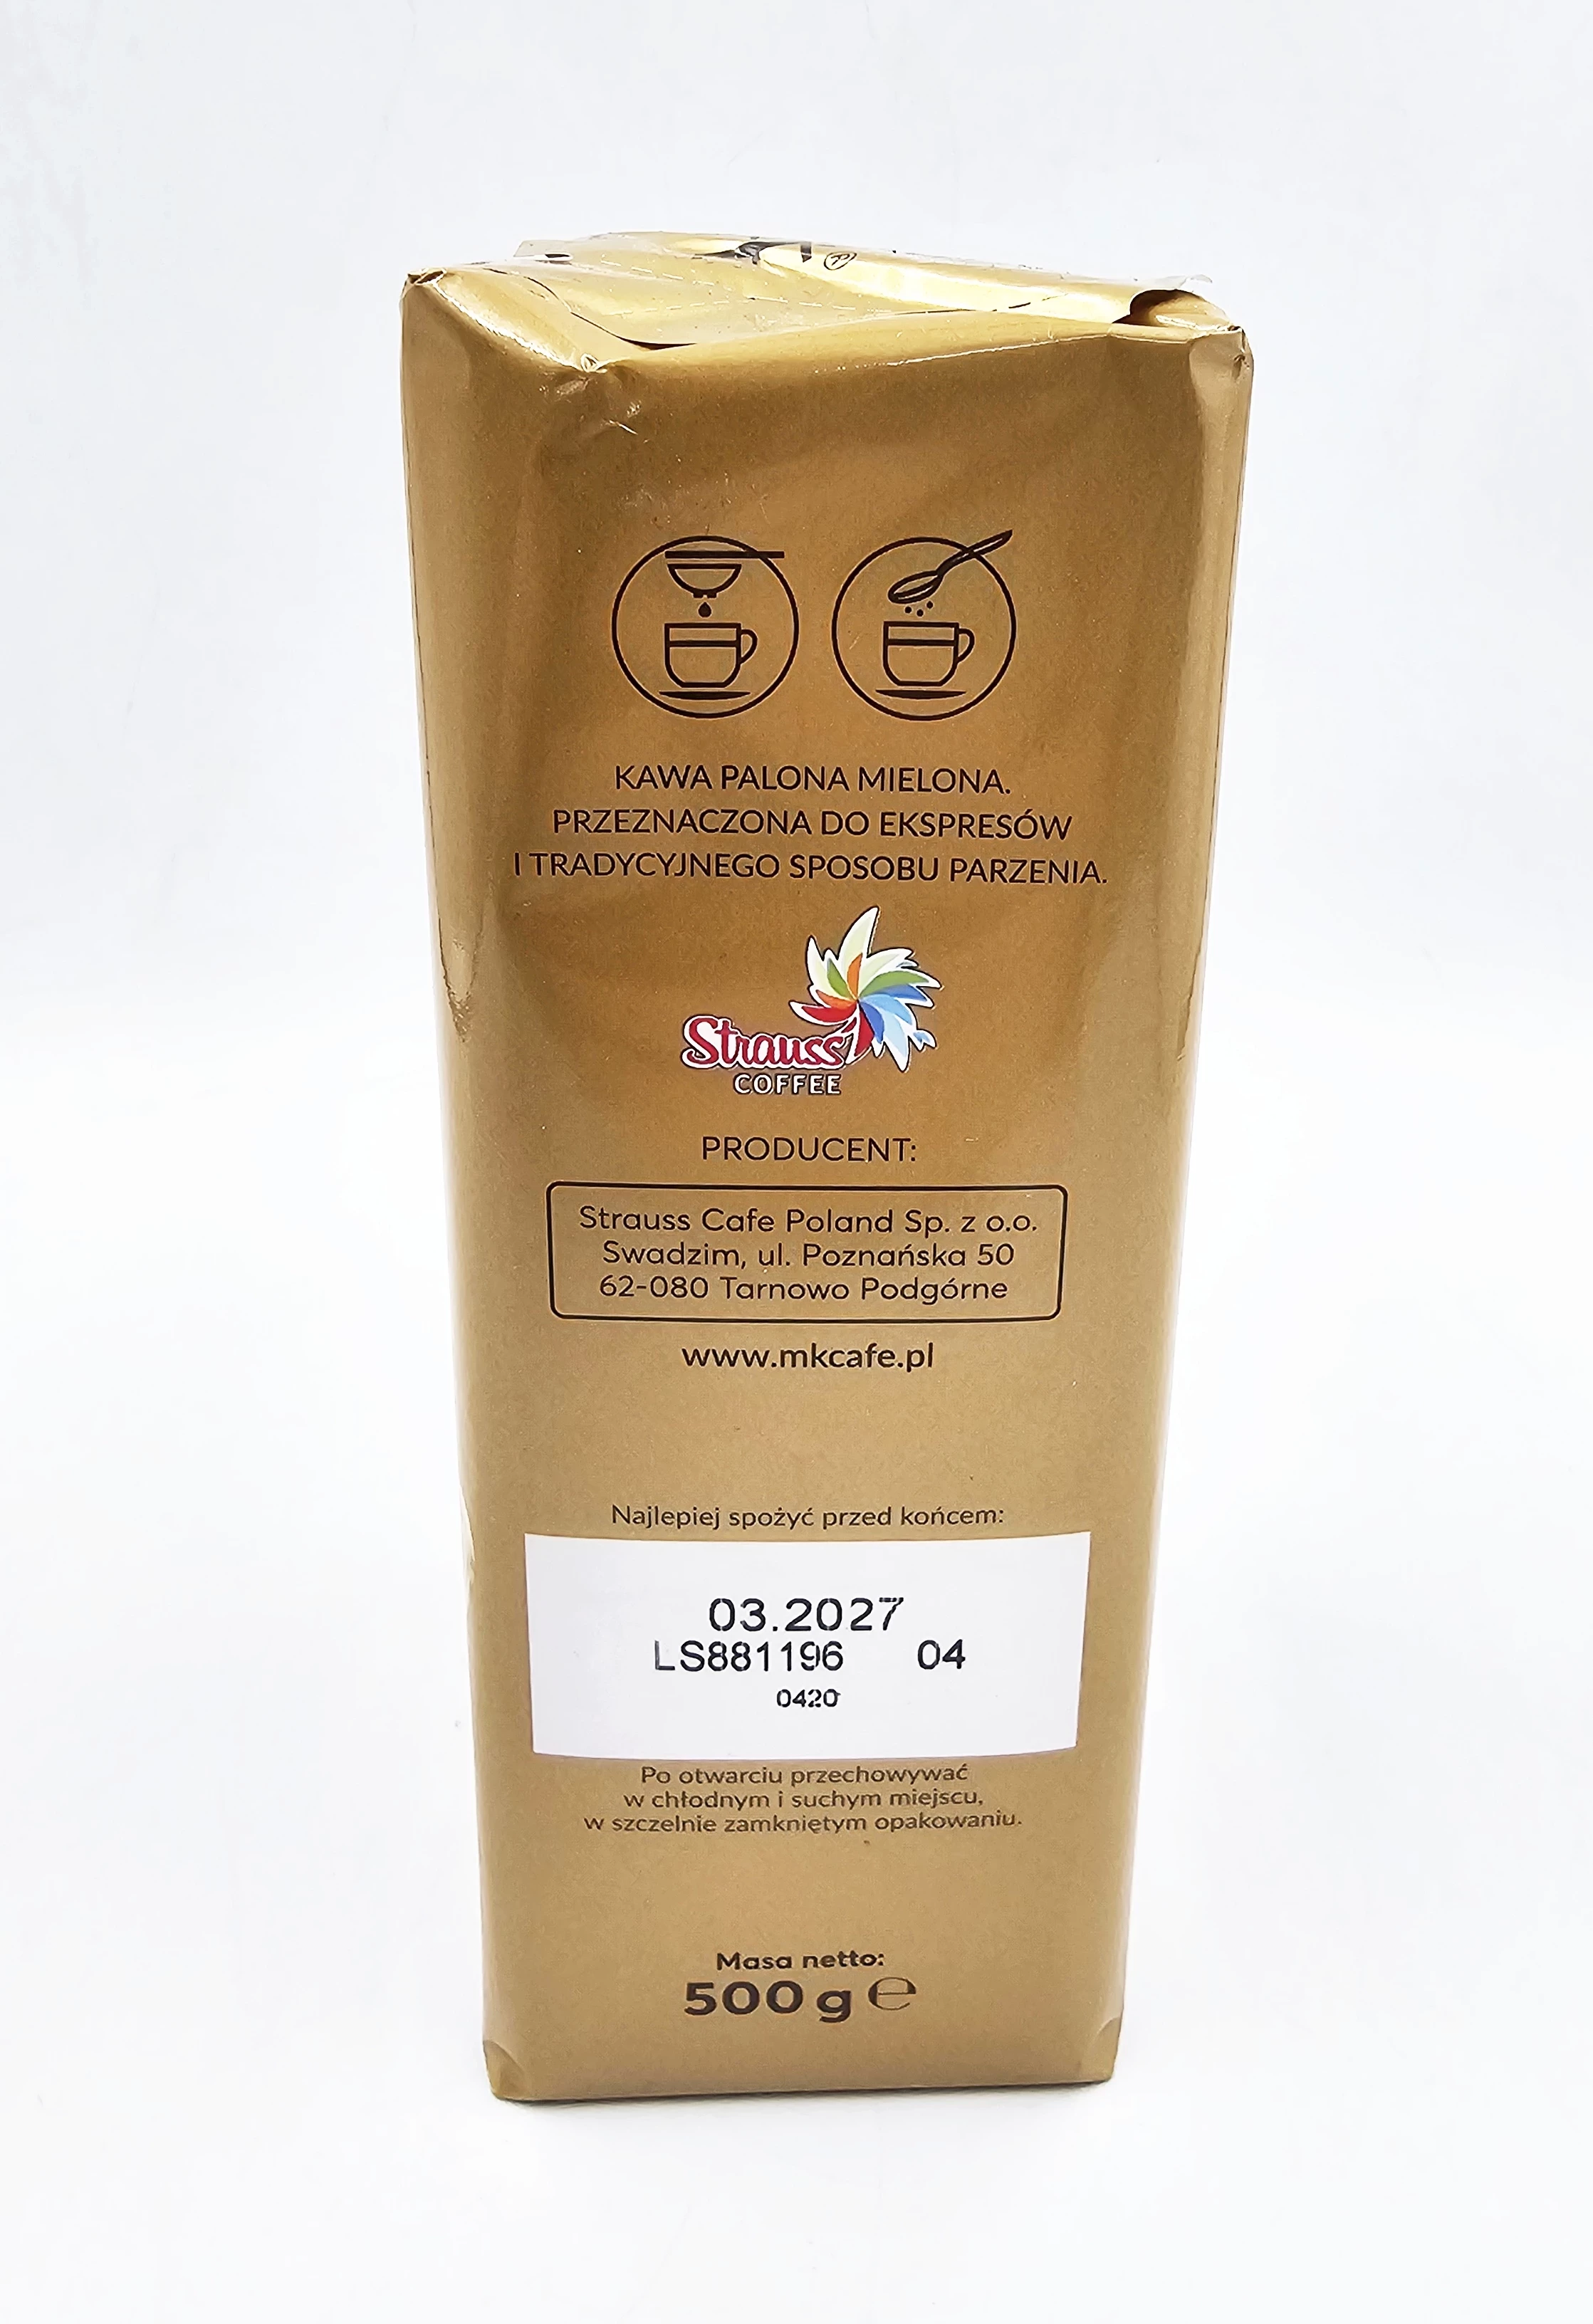 KAWA PALONA MIELONA.
PRZEZNACZONA DO EKSPRESÓW
I TRADYCYJNEGO SPOSOBU PARZENIA.
Strauss
COFFEE
PRODUCENT:
Strauss Cafe Poland Sp. z o.o.
Swadzim, ul. Poznańska 50
62-080 Tarnowo Podgórne
www.mkcafe.pl
Najlepiej spożyć przed końcem:
03.2027
LS881196 04
0420
Po otwarciu przechowywać
w chłodnym i suchym miejscu,
w szczelnie zamkniętym opakowaniu.
Masa netto:
500 g ℮